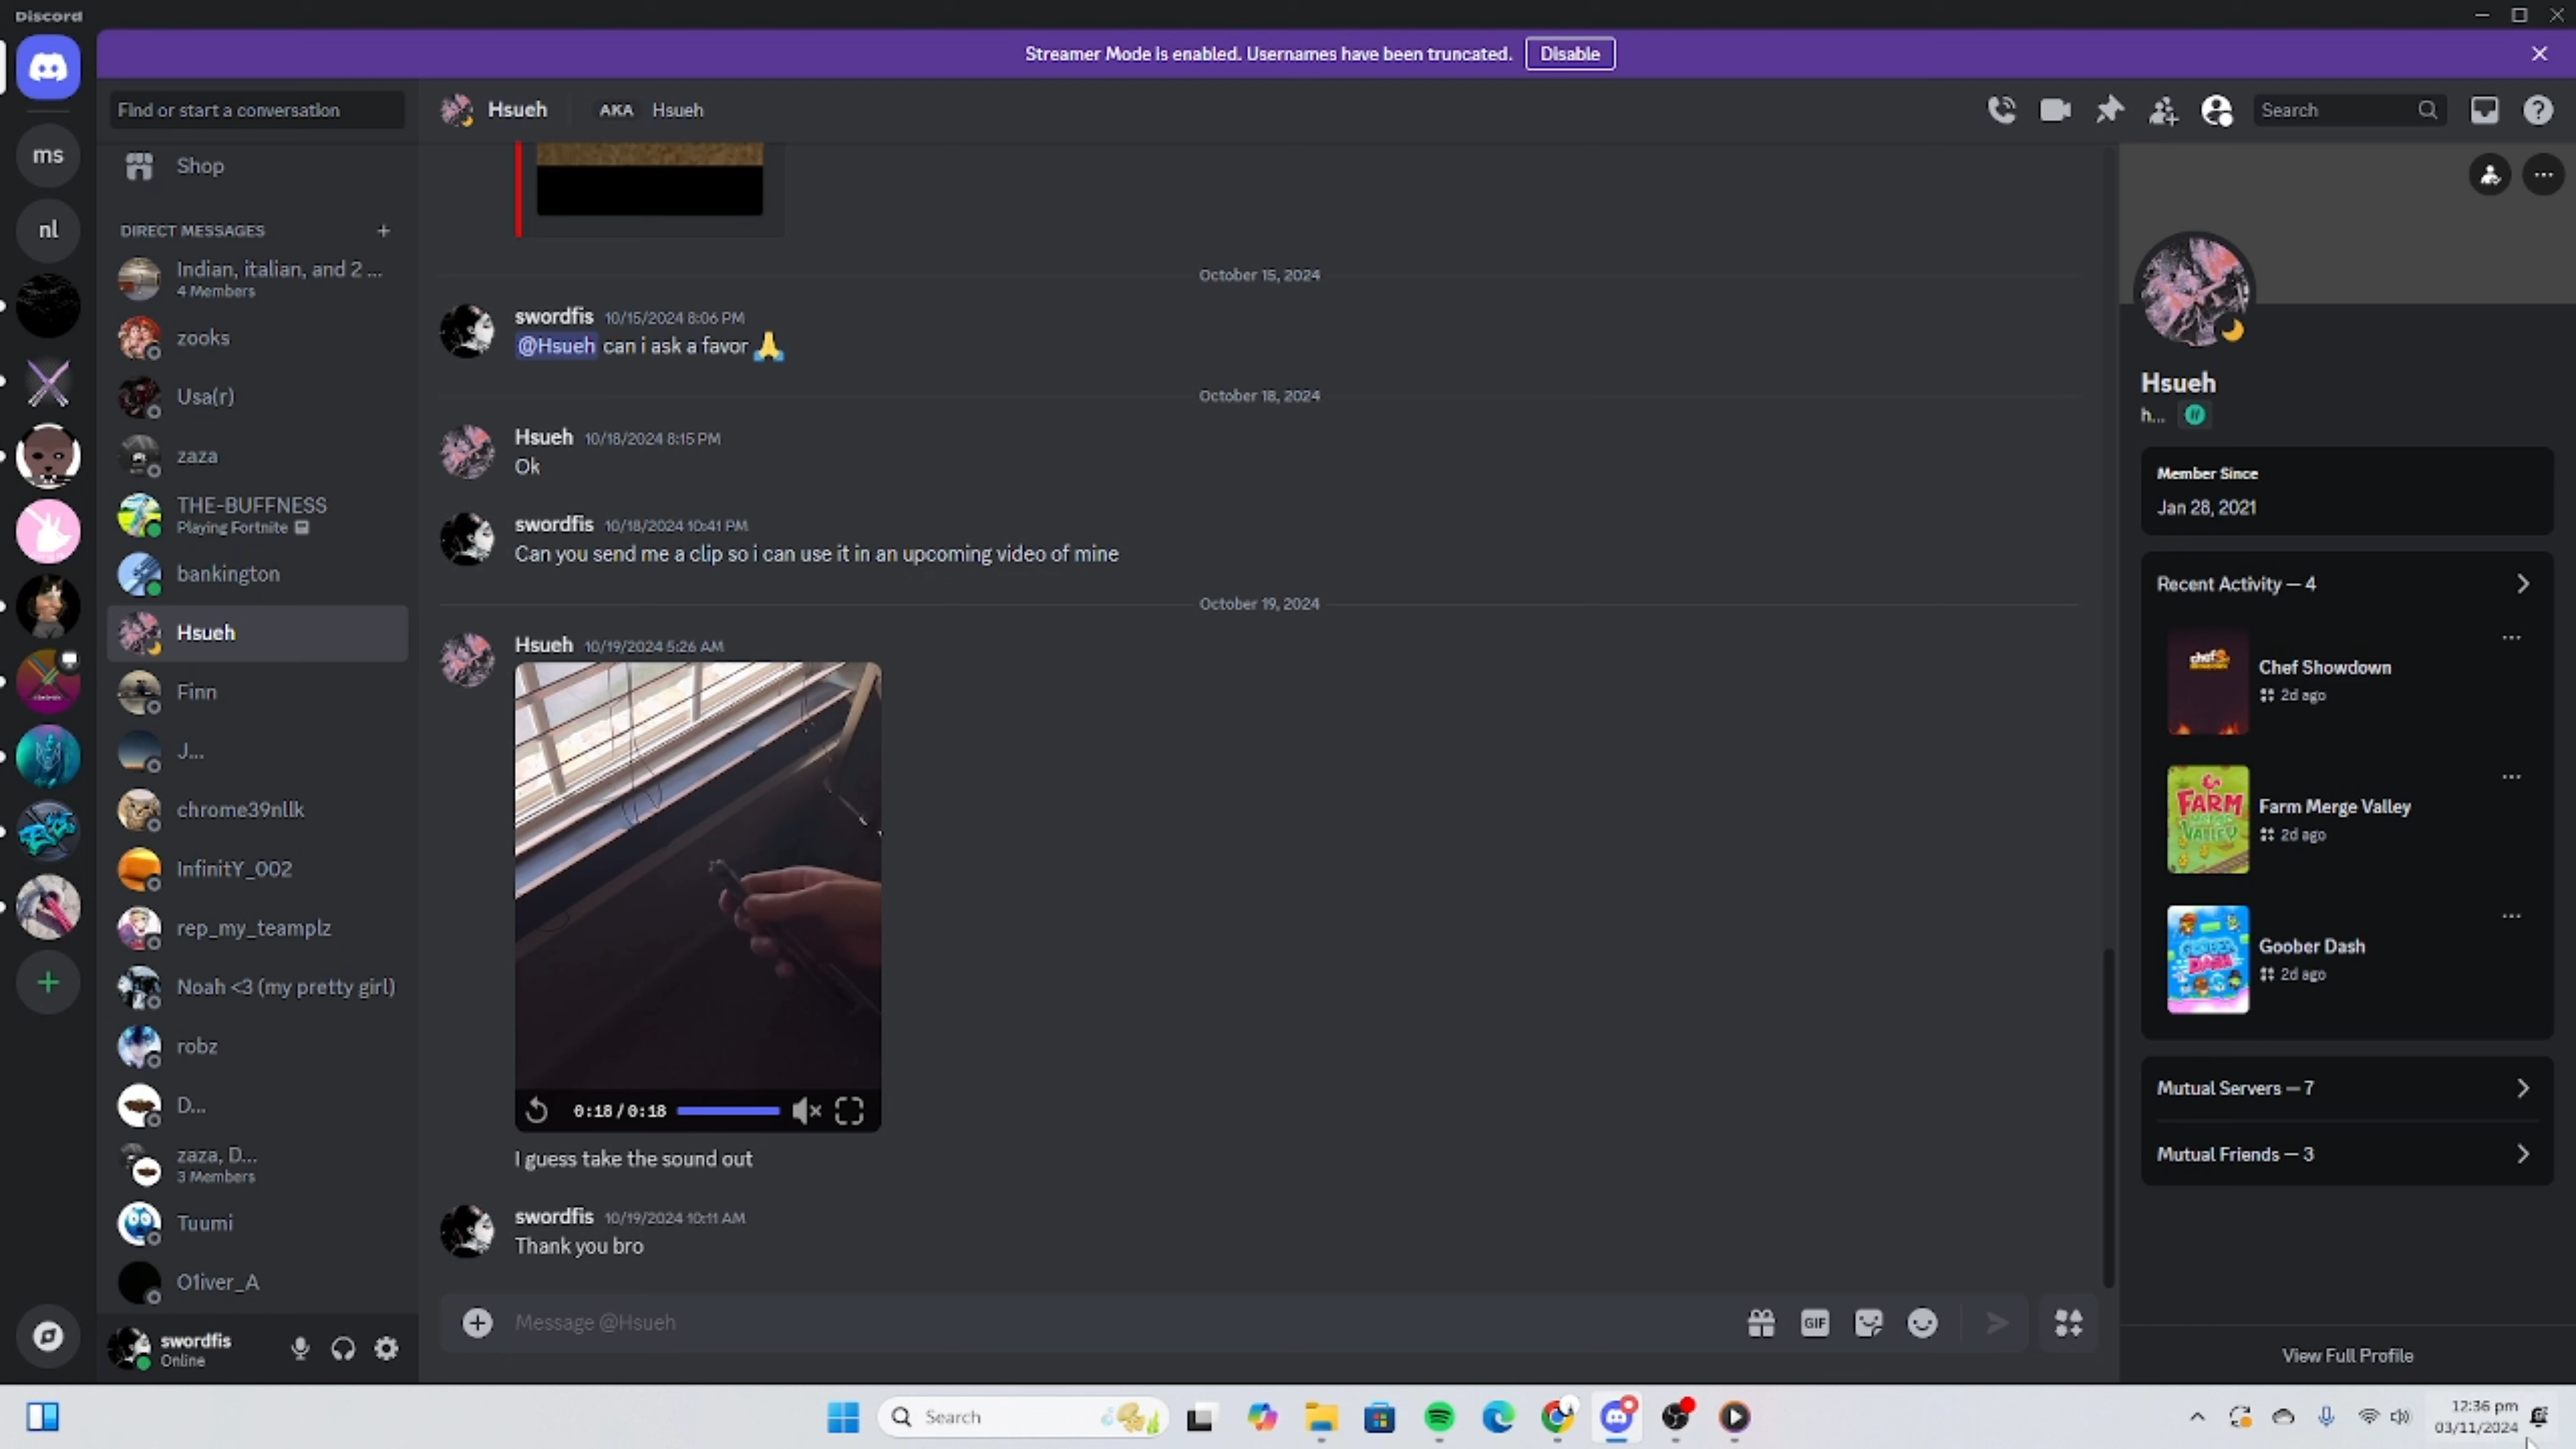 Discord
Streamer Mode is enabled. Usernames have been truncated. Disable
Find or start a conversation
Hsueh AKA Hsueh
Search
ms
nl
Shop
DIRECT MESSAGES
Indian, italian, and 2 ...
4 Members
zooks
Usa(r)
zaza
THE-BUFFNESS
Playing Fortnite
bankington
Hsueh
Finn
J...
chrome39nllk
InfinitY_002
rep_my_teamplz
Noah <3 (my pretty girl)
robz
D...
zaza, D...
3 Members
Tuumi
O1iver_A
swordfis
Online
October 15, 2024
swordfis 10/15/2024 8:06 PM
@Hsueh can i ask a favor 🙏
October 18, 2024
Hsueh 10/18/2024 8:15 PM
Ok
swordfis 10/18/2024 10:41 PM
Can you send me a clip so i can use it in an upcoming video of mine
October 19, 2024
Hsueh 10/19/2024 5:26 AM
0:18/0:18
I guess take the sound out
swordfis 10/19/2024 10:11 AM
Thank you bro
Message @Hsueh
GIF
Hsueh
h...
Member Since
Jan 28, 2021
Recent Activity — 4
Chef Showdown
2d ago
FARM
MERGE
VALLEY
Farm Merge Valley
2d ago
GOOBER
DASH
Goober Dash
2d ago
Mutual Servers — 7
Mutual Friends — 3
View Full Profile
Search
12:36 pm
03/11/2024